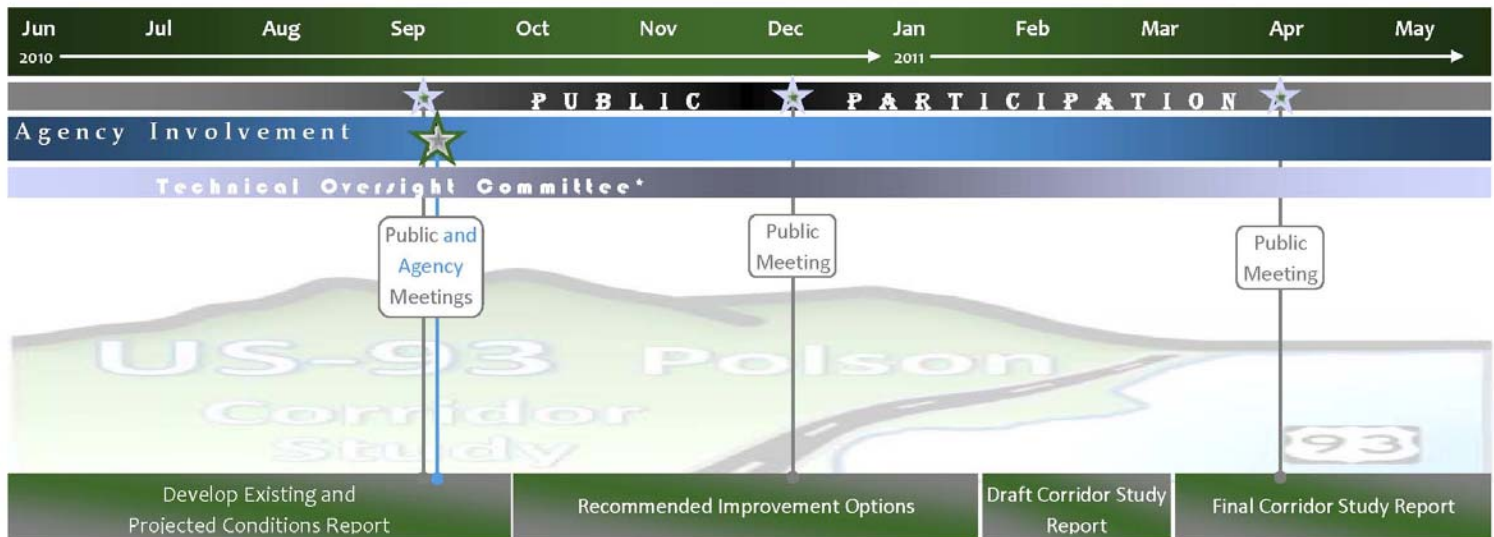 Jun Jul Aug Sep Oct Nov Dec Jan Feb Mar Apr May
2010 2011
PUBLIC PARTICIPATION
Agency Involvement
Technical Oversight Committee*
Public and
Agency
Meetings
Public
Meeting
Public
Meeting
US-93 Polson
Corridor
Study
93
Develop Existing and
Projected Conditions Report
Recommended Improvement Options
Draft Corridor Study
Report
Final Corridor Study Report